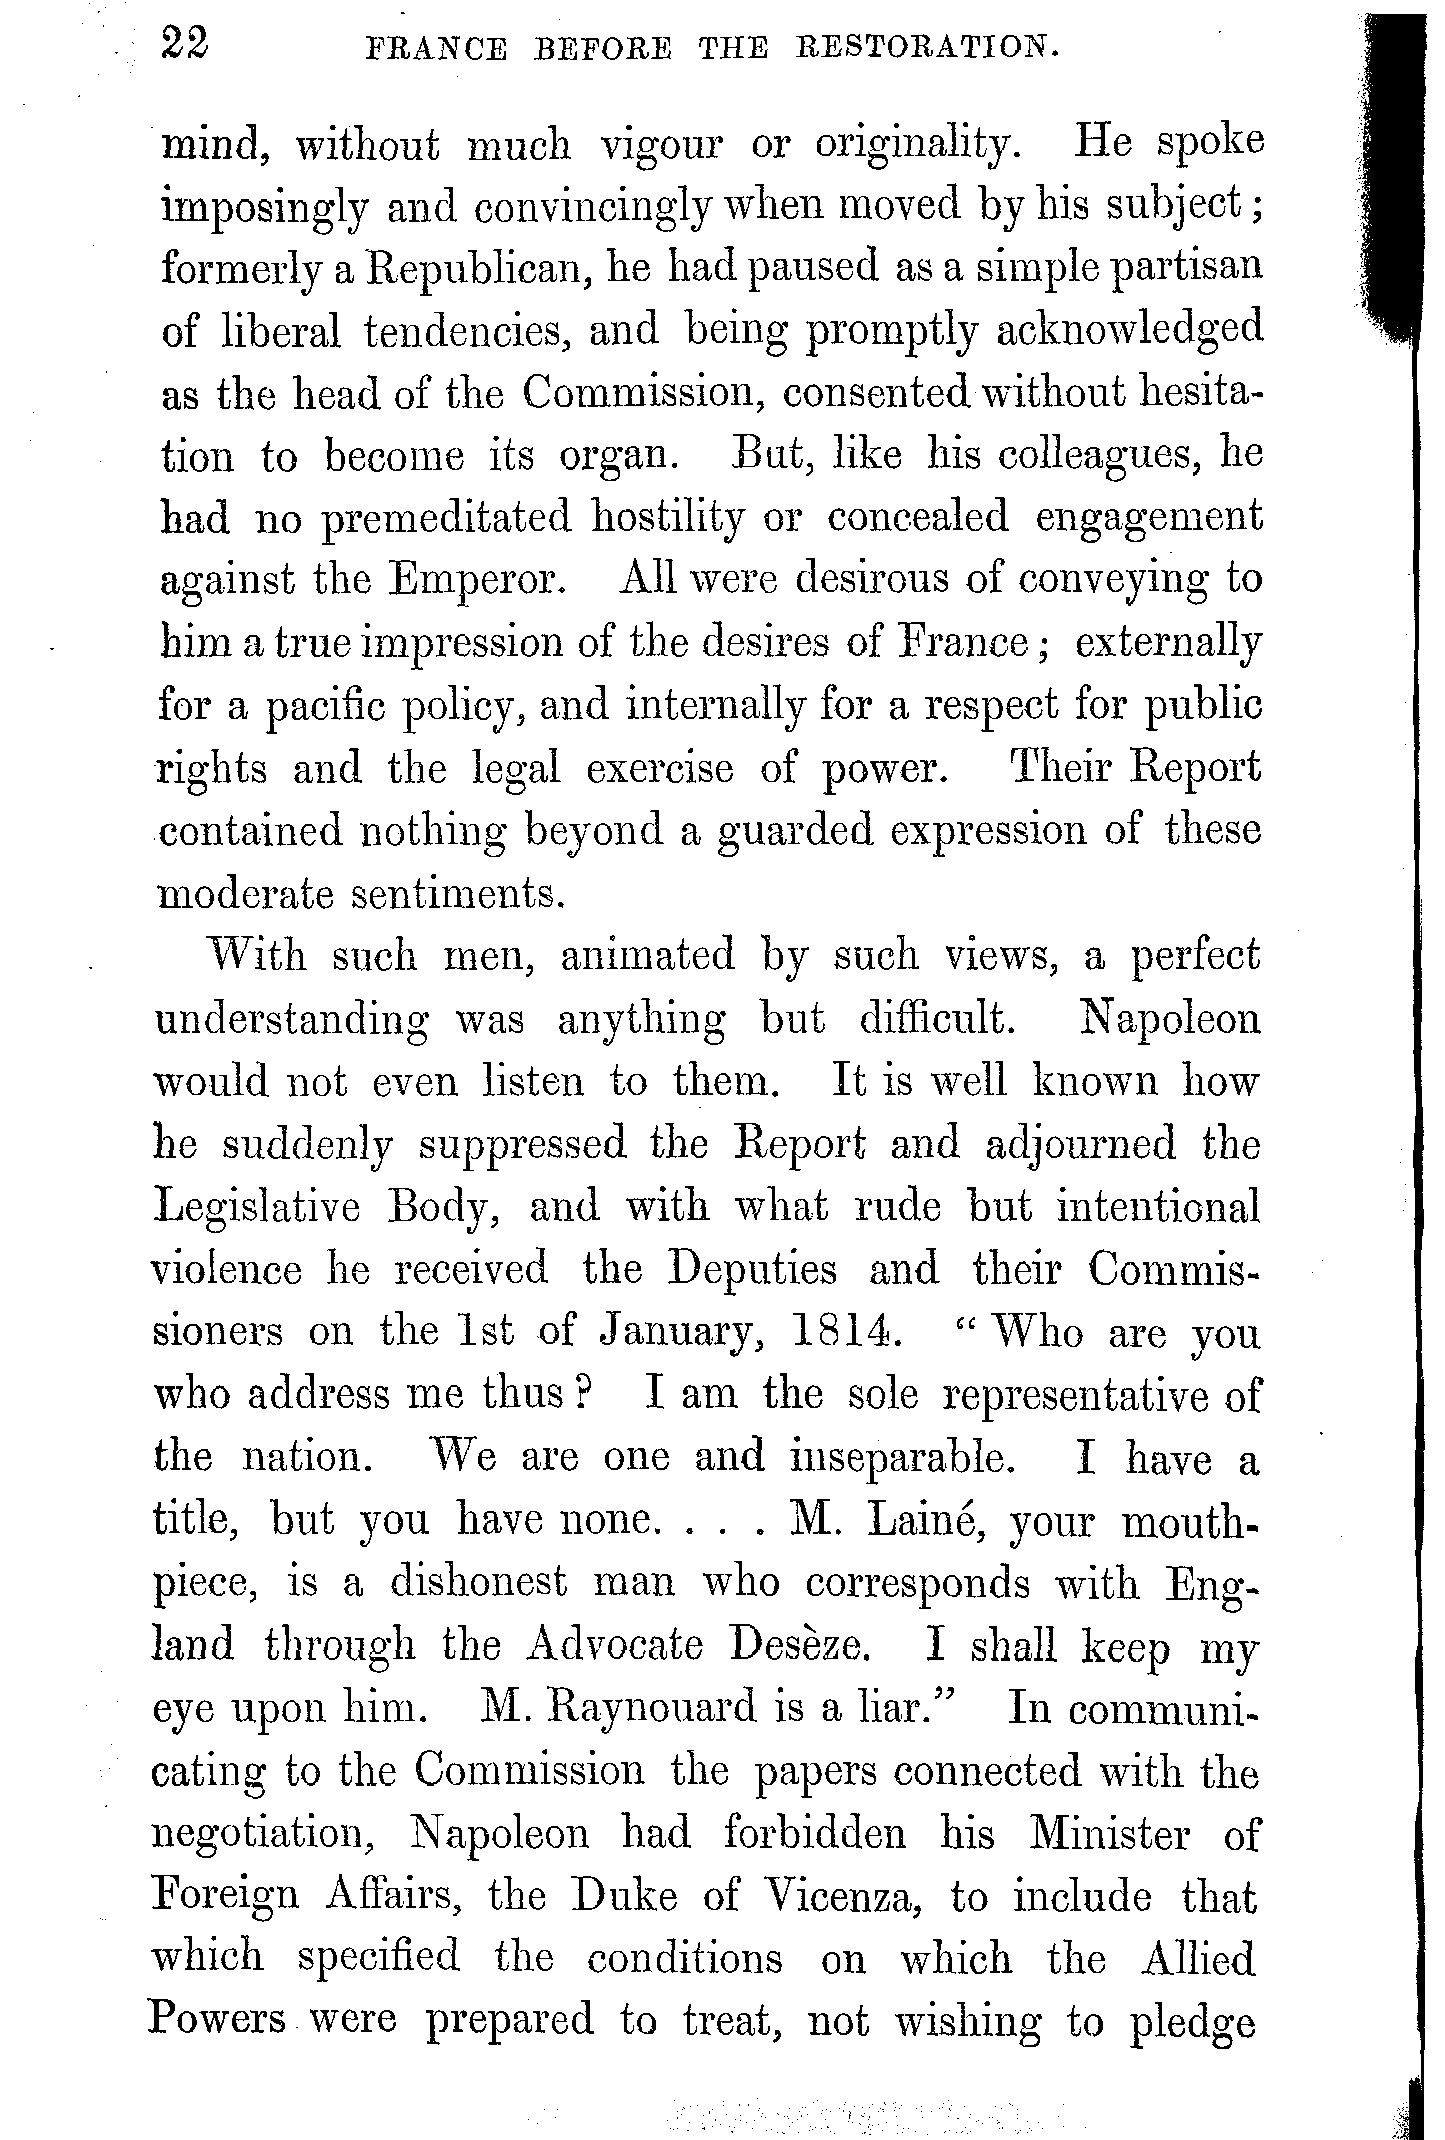 22 FRANCE BEFORE THE RESTORATION.
mind, without much vigour or originality. He spoke
imposingly and convincingly when moved by his subject;
formerly a Republican, he had paused as a simple partisan
of liberal tendencies, and being promptly acknowledged
as the head of the Commission, consented without hesita-
tion to become its organ. But, like his colleagues, he
had no premeditated hostility or concealed engagement
against the Emperor. All were desirous of conveying to
him a true impression of the desires of France; externally
for a pacific policy, and internally for a respect for public
rights and the legal exercise of power. Their Report
contained nothing beyond a guarded expression of these
moderate sentiments.
With such men, animated by such views, a perfect
understanding was anything but difficult. Napoleon
would not even listen to them. It is well known how
he suddenly suppressed the Report and adjourned the
Legislative Body, and with what rude but intentional
violence he received the Deputies and their Commis-
sioners on the 1st of January, 1814. “Who are you
who address me thus? I am the sole representative of
the nation. We are one and inseparable. I have a
title, but you have none. . . . M. Lainé, your mouth-
piece, is a dishonest man who corresponds with Eng-
land through the Advocate Desèze. I shall keep my
eye upon him. M. Raynouard is a liar.” In communi-
cating to the Commission the papers connected with the
negotiation, Napoleon had forbidden his Minister of
Foreign Affairs, the Duke of Vicenza, to include that
which specified the conditions on which the Allied
Powers were prepared to treat, not wishing to pledge